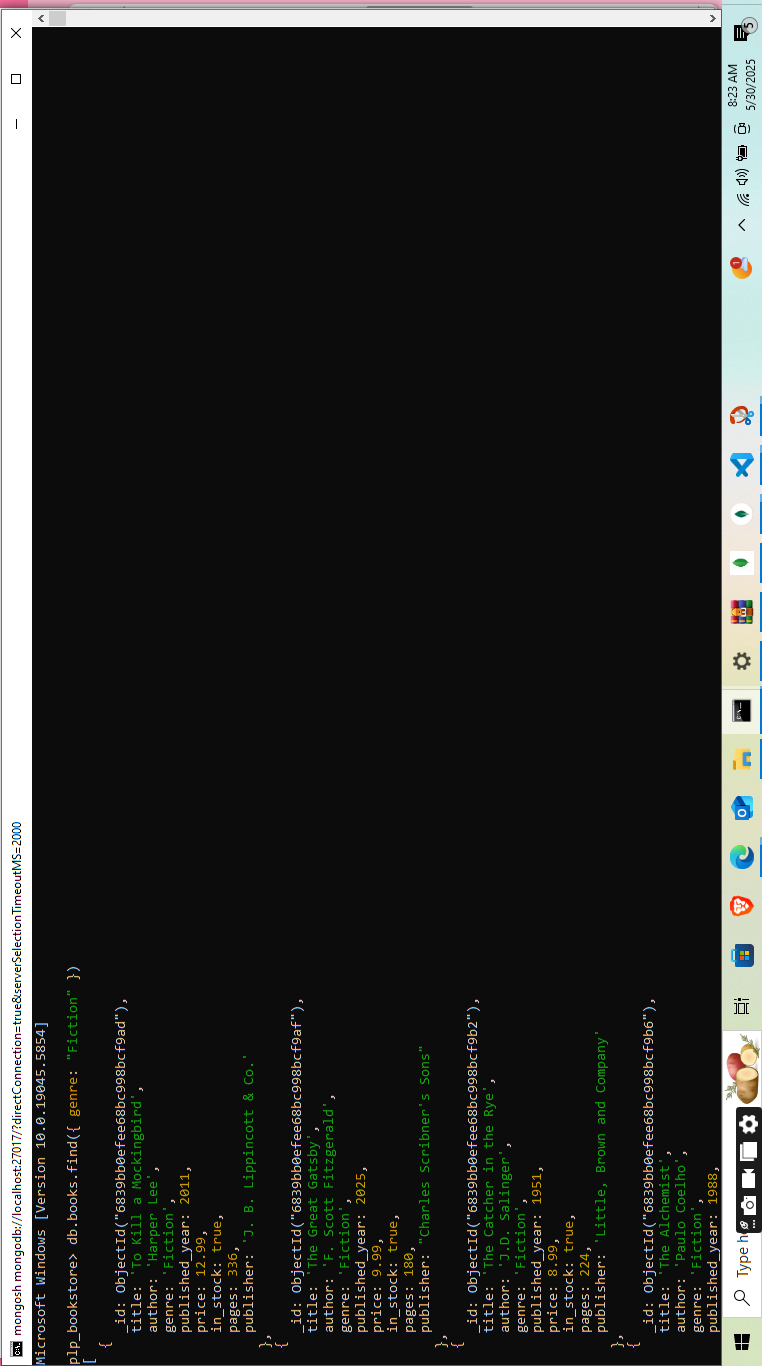 mongosh mongodb://localhost:27017/?directConnection=true&serverSelectionTimeoutMS=2000
Microsoft Windows [Version 10.0.19045.5854]
plp_bookstore> db.books.find({ genre: "Fiction" })
[
  {
    _id: ObjectId("6839bb0efee68bc998bcf9ad"),
    title: 'To Kill a Mockingbird',
    author: 'Harper Lee',
    genre: 'Fiction',
    published_year: 2011,
    price: 12.99,
    in_stock: true,
    pages: 336,
    publisher: 'J. B. Lippincott & Co.'
  },
  {
    _id: ObjectId("6839bb0efee68bc998bcf9af"),
    title: 'The Great Gatsby',
    author: 'F. Scott Fitzgerald',
    genre: 'Fiction',
    published_year: 2025,
    price: 9.99,
    in_stock: true,
    pages: 180,
    publisher: "Charles Scribner's Sons"
  },
  {
    _id: ObjectId("6839bb0efee68bc998bcf9b2"),
    title: 'The Catcher in the Rye',
    author: 'J.D. Salinger',
    genre: 'Fiction',
    published_year: 1951,
    price: 8.99,
    in_stock: true,
    pages: 224,
    publisher: 'Little, Brown and Company'
  },
  {
    _id: ObjectId("6839bb0efee68bc998bcf9b6"),
    title: 'The Alchemist',
    author: 'Paulo Coelho',
    genre: 'Fiction',
    published_year: 1988,
Type h
1
8:23 AM
5/30/2025
5